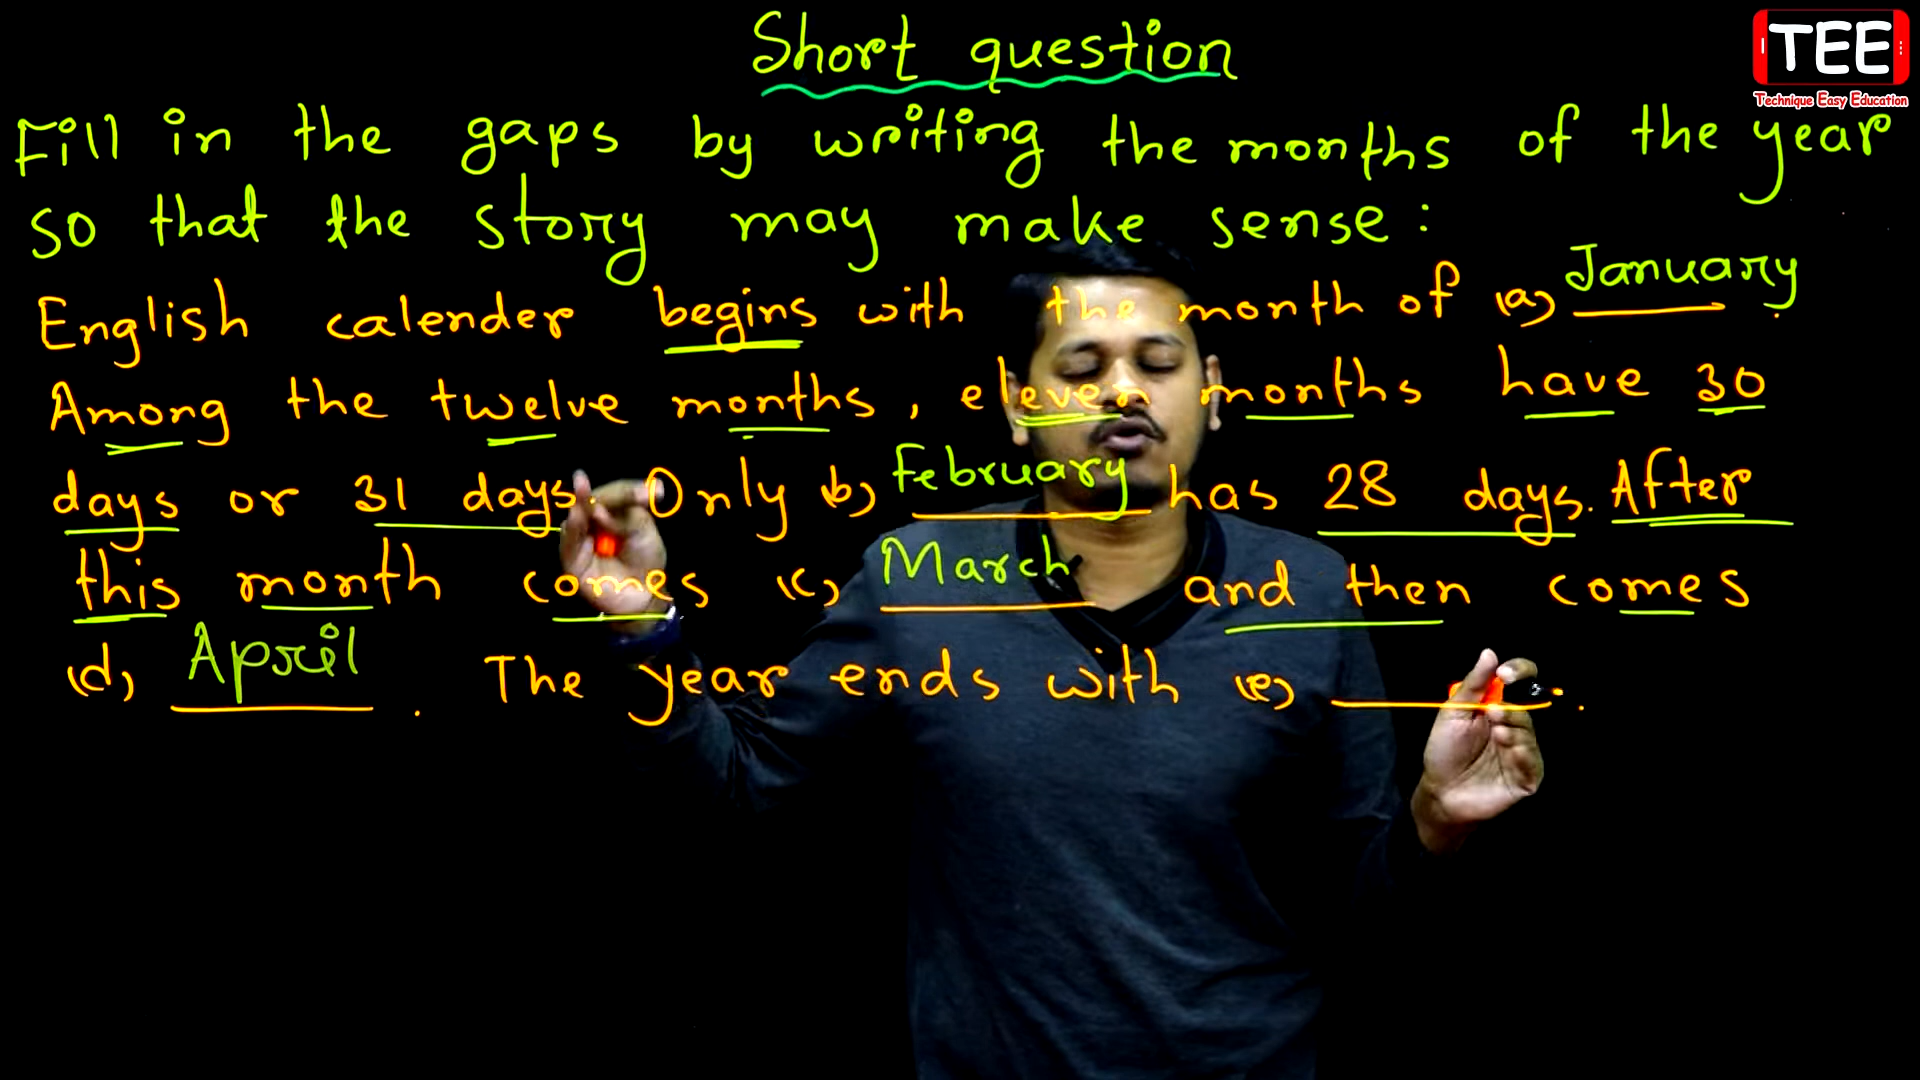 Short question
TEE
Technique Easy Education
Fill in the gaps by writing the months of the year
so that the story may make sense:
English calender begins with the month of (a) January.
Among the twelve months, eleven months have 30
days or 31 days. Only (b) February has 28 days. After
this month comes (c) March and then comes
(d) April. The year ends with (e) ______.